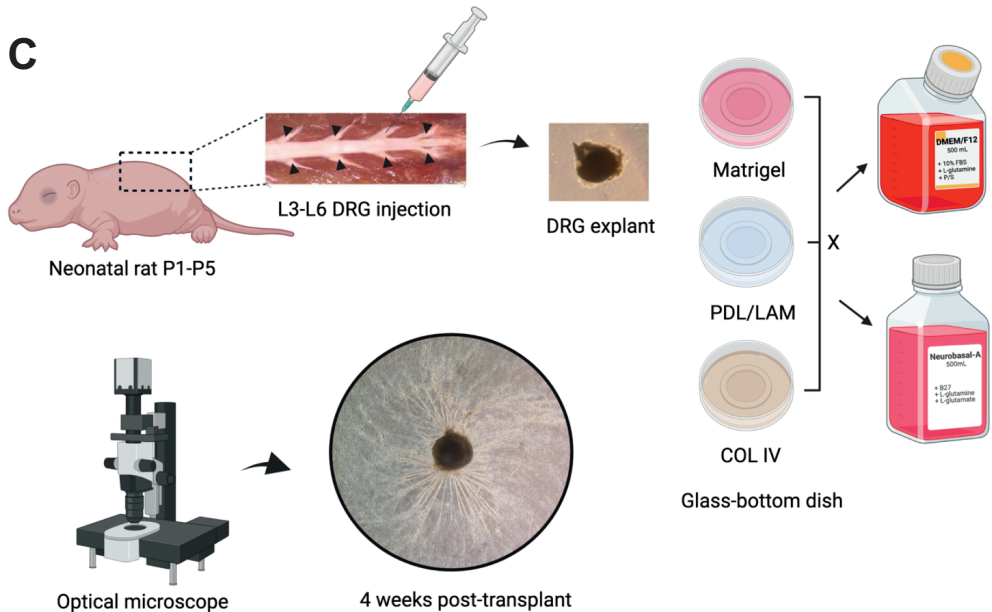 C
Neonatal rat P1-P5
L3-L6 DRG injection
DRG explant
Matrigel
PDL/LAM
COL IV
Glass-bottom dish
X
DMEM/F12
500 mL
+ 10% FBS
+ L-glutamine
+ P/S
Neurobasal-A
500mL
+ B27
+ L-glutamine
+ L-glutamate
Optical microscope
4 weeks post-transplant